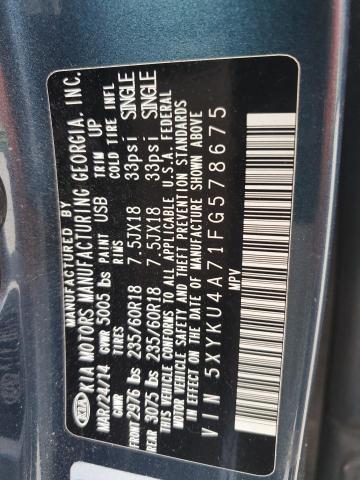 KIA
MANUFACTURED BY
KIA MOTORS MANUFACTURING GEORGIA, INC.
MAR/24/14 GVWR 5005 lbs PAINT USB TRIM UP
GAWR TIRES RIMS COLD TIRE INFL
FRONT 2976 lbs 235/60R18 7.5JX18 33psi SINGLE
REAR 3075 lbs 235/60R18 7.5JX18 33psi SINGLE
THIS VEHICLE CONFORMS TO ALL APPLICABLE U.S.A. FEDERAL
MOTOR VEHICLE SAFETY AND THEFT PREVENTION STANDARDS
IN EFFECT ON THE DATE OF MANUFACTURE SHOWN ABOVE
VIN 5XYKU4A71FG578675
MPV